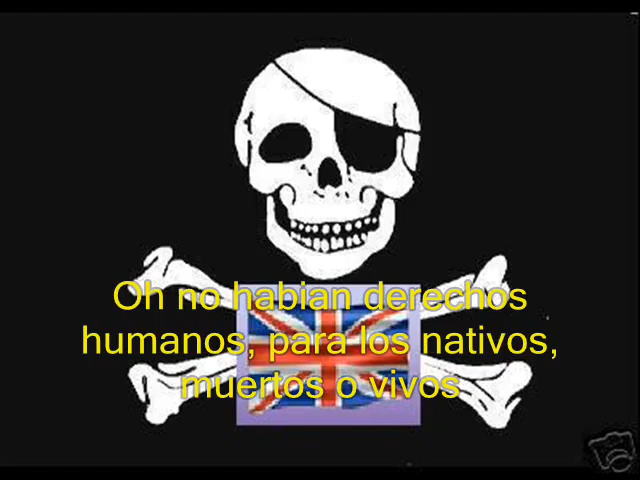 Oh no habian derechos
humanos, para los nativos,
muertos o vivos